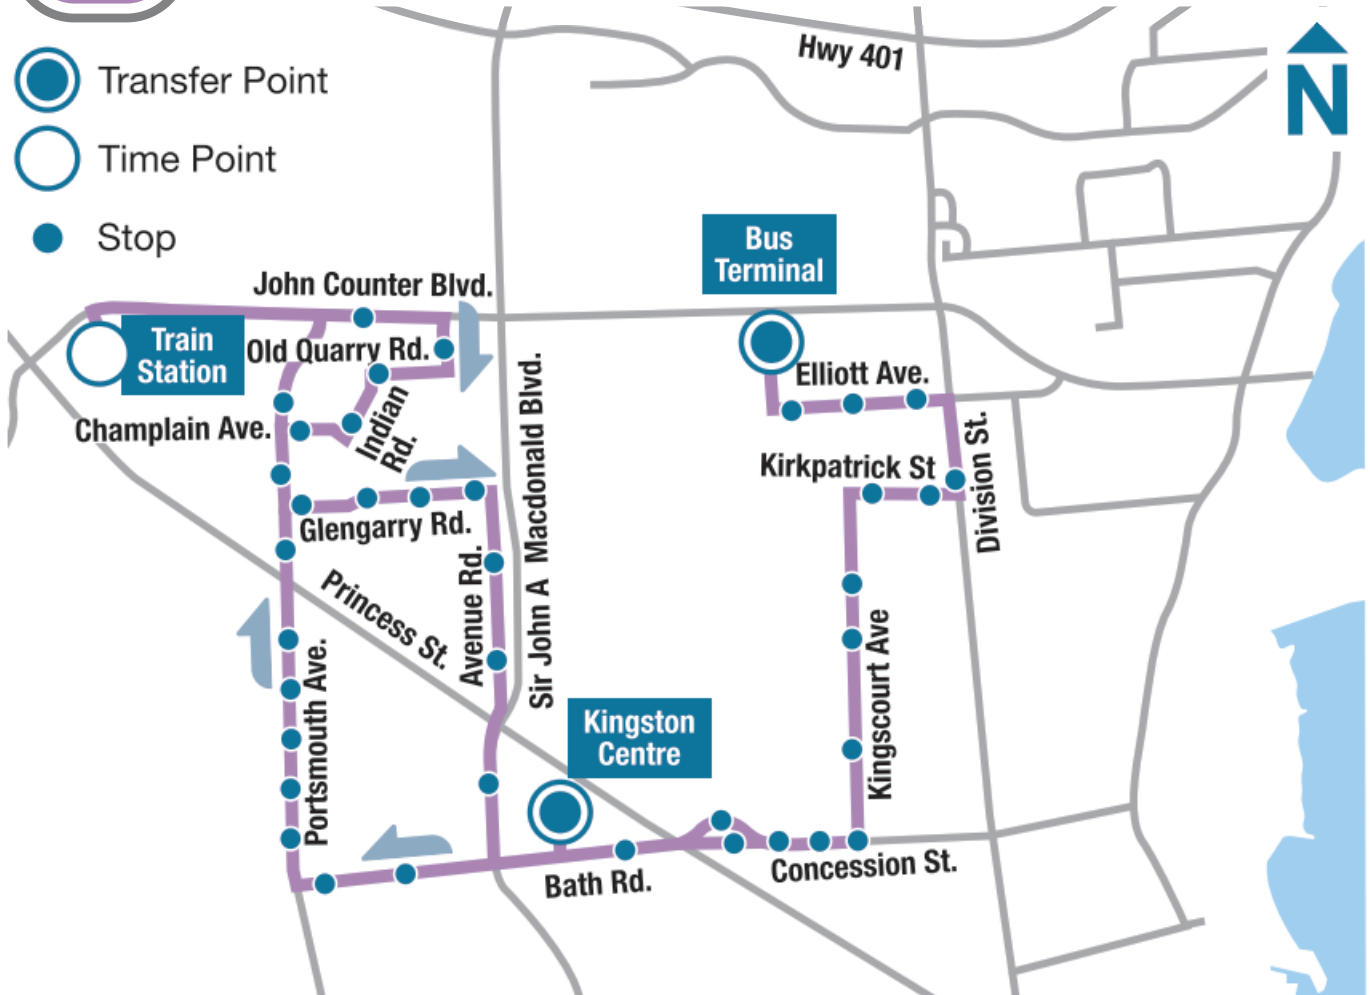 Transfer Point
Time Point
Stop
Hwy 401
N
Bus
Terminal
John Counter Blvd.
Train
Station
Old Quarry Rd.
Elliott Ave.
Champlain Ave.
Indian
Rd.
Kirkpatrick St
Division St.
Glengarry Rd.
Sir John A Macdonald Blvd.
Avenue Rd.
Princess St.
Portsmouth Ave.
Kingston
Centre
Kingscourt Ave
Concession St.
Bath Rd.